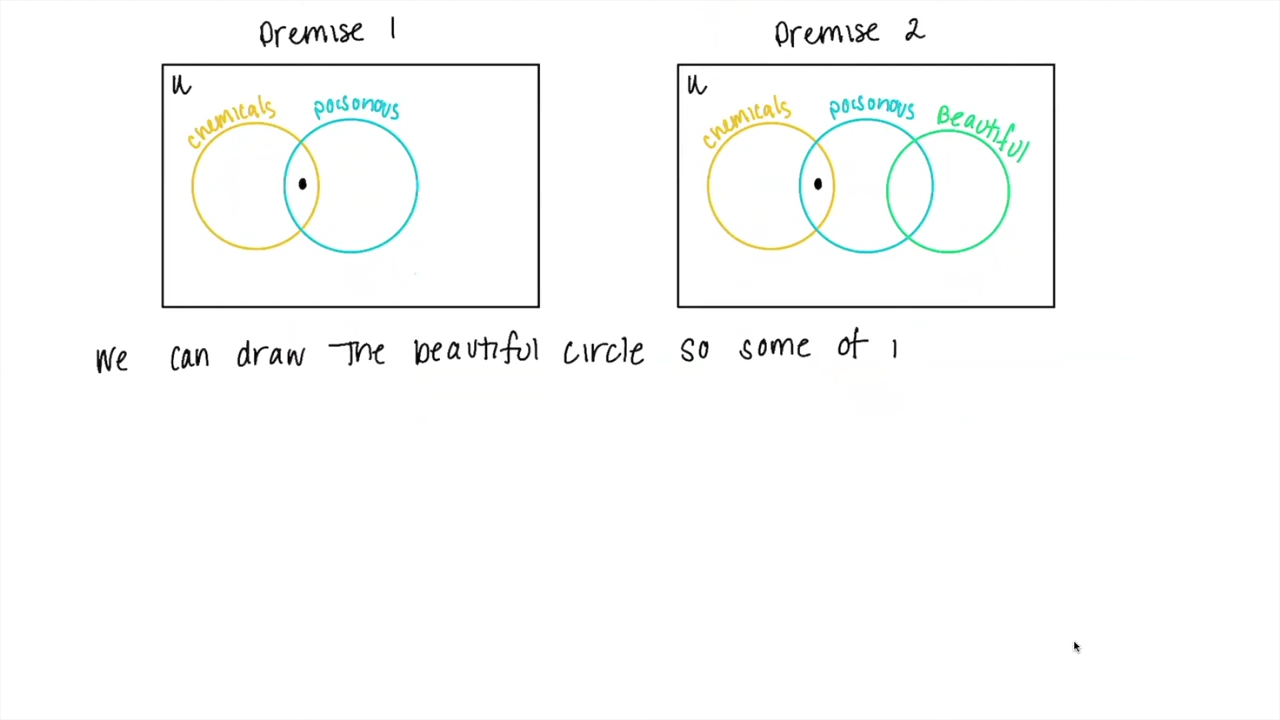 Premise 1
Premise 2
U
chemicals
poisonous
U
chemicals
poisonous
Beautiful
We can draw The beautiful circle so some of